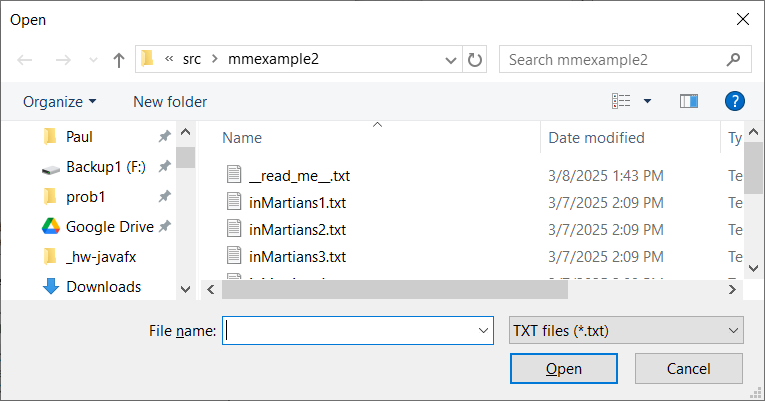 Open
« src > mmexample2
Search mmexample2
Organize
New folder
?
Paul
Backup1 (F:)
prob1
Google Drive
_hw-javafx
Downloads
Name Date modified Ty
__read_me__.txt 3/8/2025 1:43 PM Te
inMartians1.txt 3/7/2025 2:09 PM Te
inMartians2.txt 3/7/2025 2:09 PM Te
inMartians3.txt 3/7/2025 2:09 PM Te
File name:
TXT files (*.txt)
Open Cancel